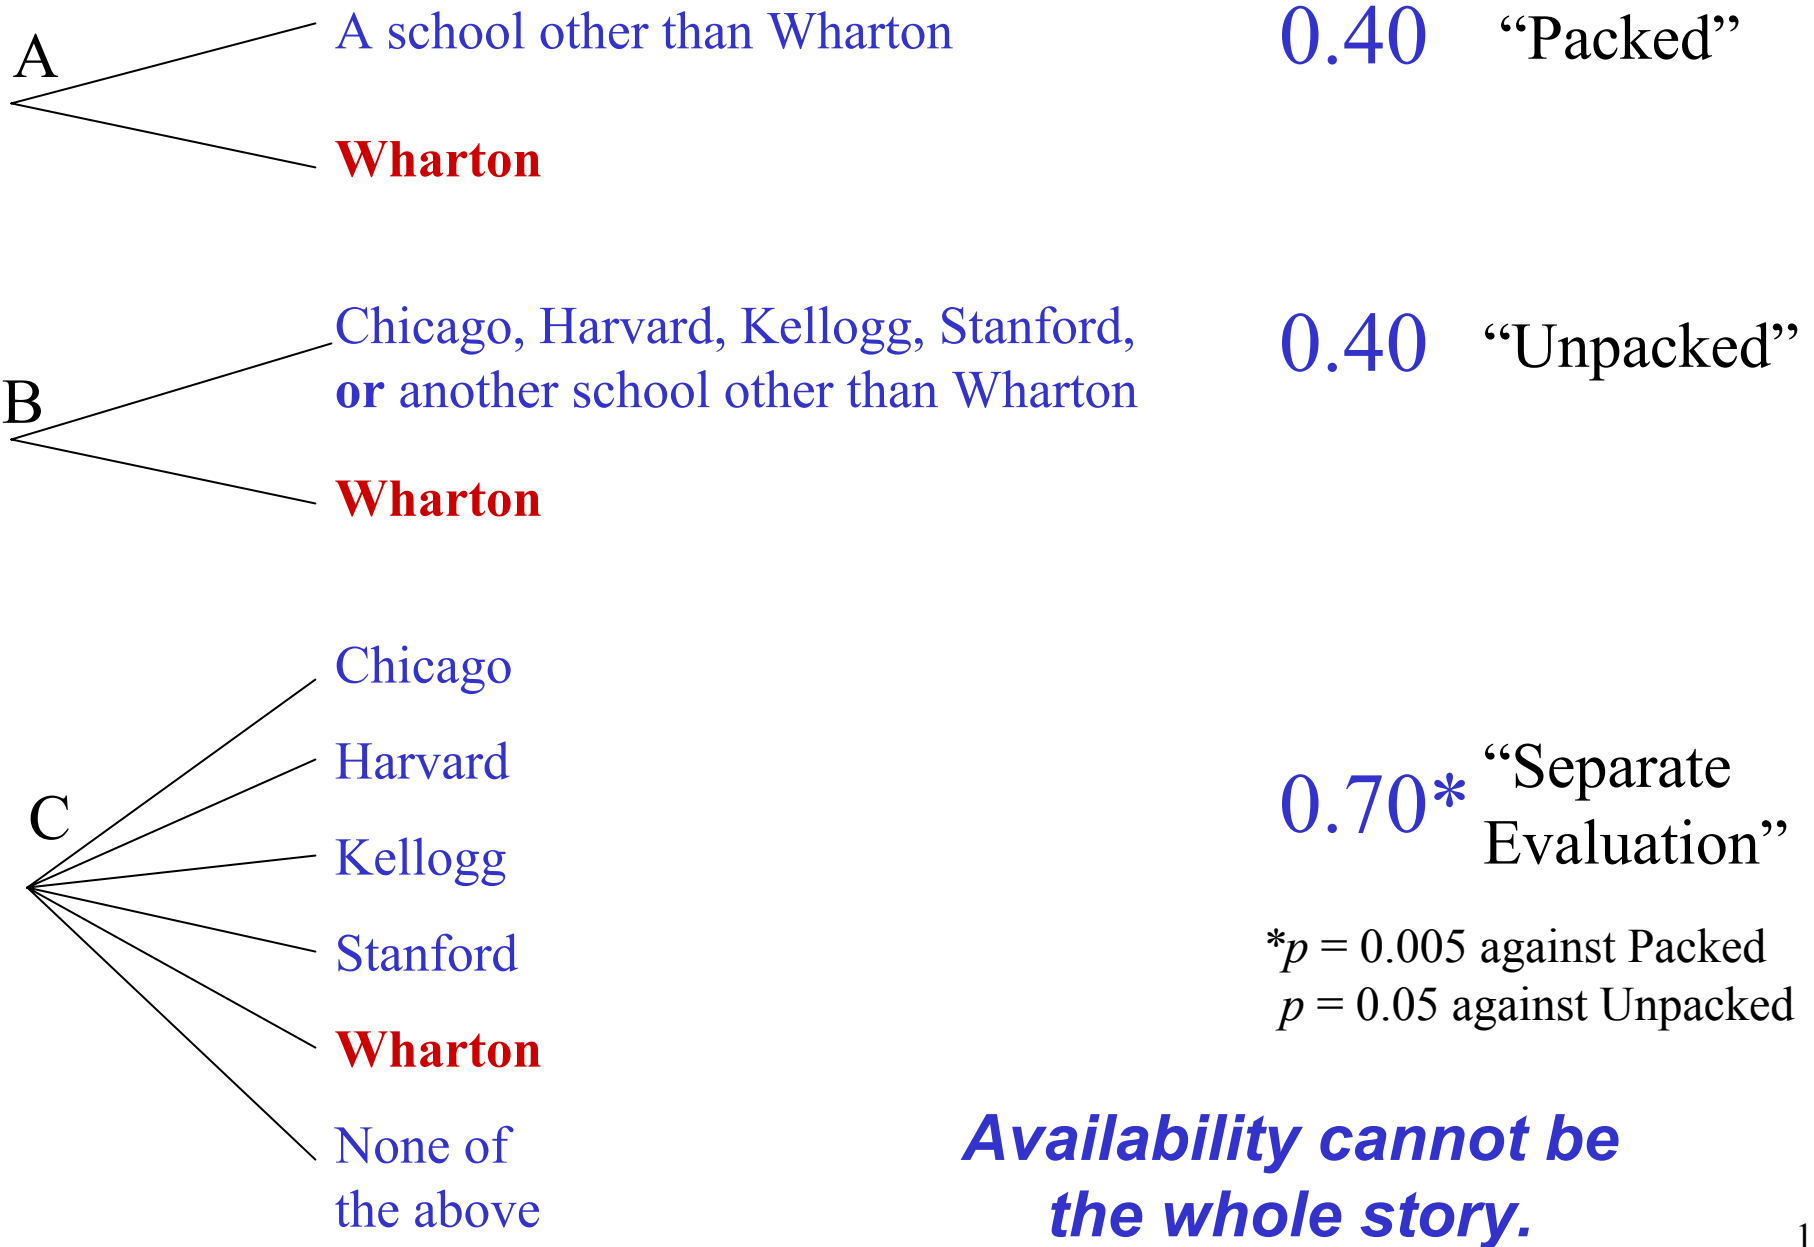 A
A school other than Wharton
0.40
“Packed”
Wharton
B
Chicago, Harvard, Kellogg, Stanford,
or another school other than Wharton
0.40
“Unpacked”
Wharton
C
Chicago
Harvard
Kellogg
Stanford
Wharton
None of
the above
0.70*
“Separate
Evaluation”
*p = 0.005 against Packed
p = 0.05 against Unpacked
Availability cannot be
the whole story.
1